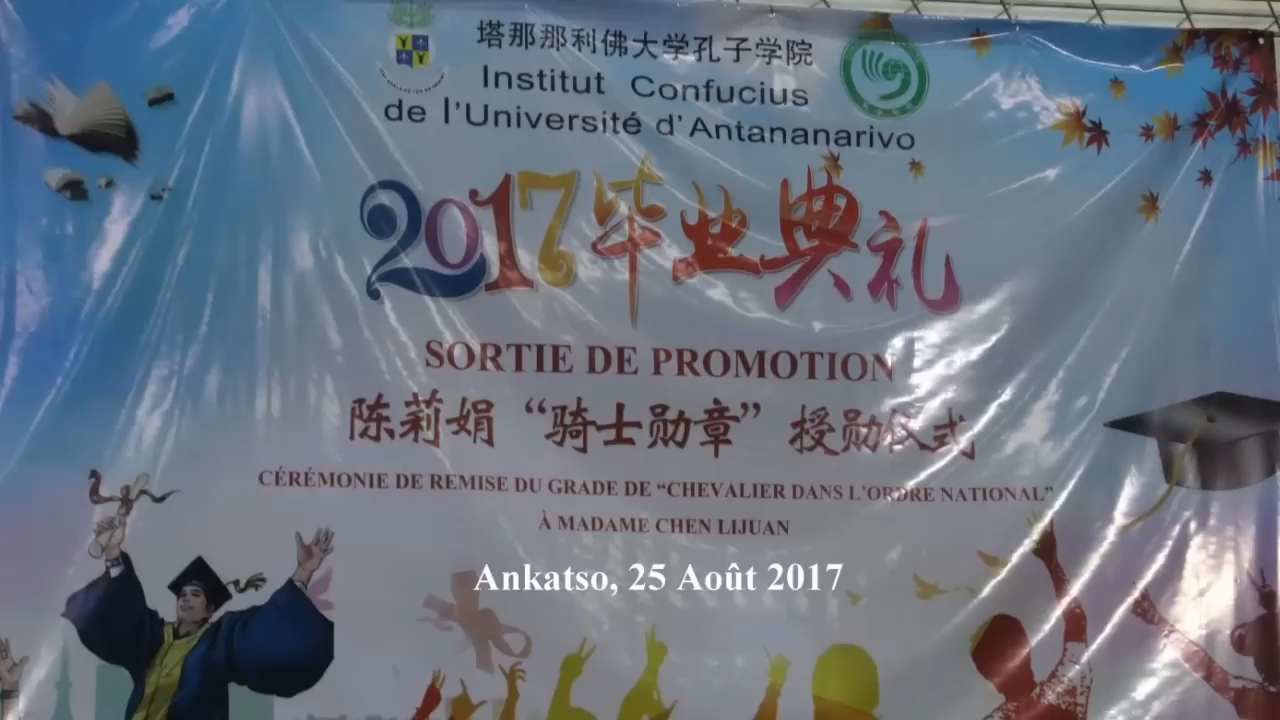 塔那那利佛大学孔子学院
Institut Confucius
de l'Université d'Antananarivo
2017毕业典礼
SORTIE DE PROMOTION
陈莉娟“骑士勋章”授勋仪式
CÉRÉMONIE DE REMISE DU GRADE DE “CHEVALIER DANS L'ORDRE NATIONAL”
À MADAME CHEN LIJUAN
Ankatso, 25 Août 2017